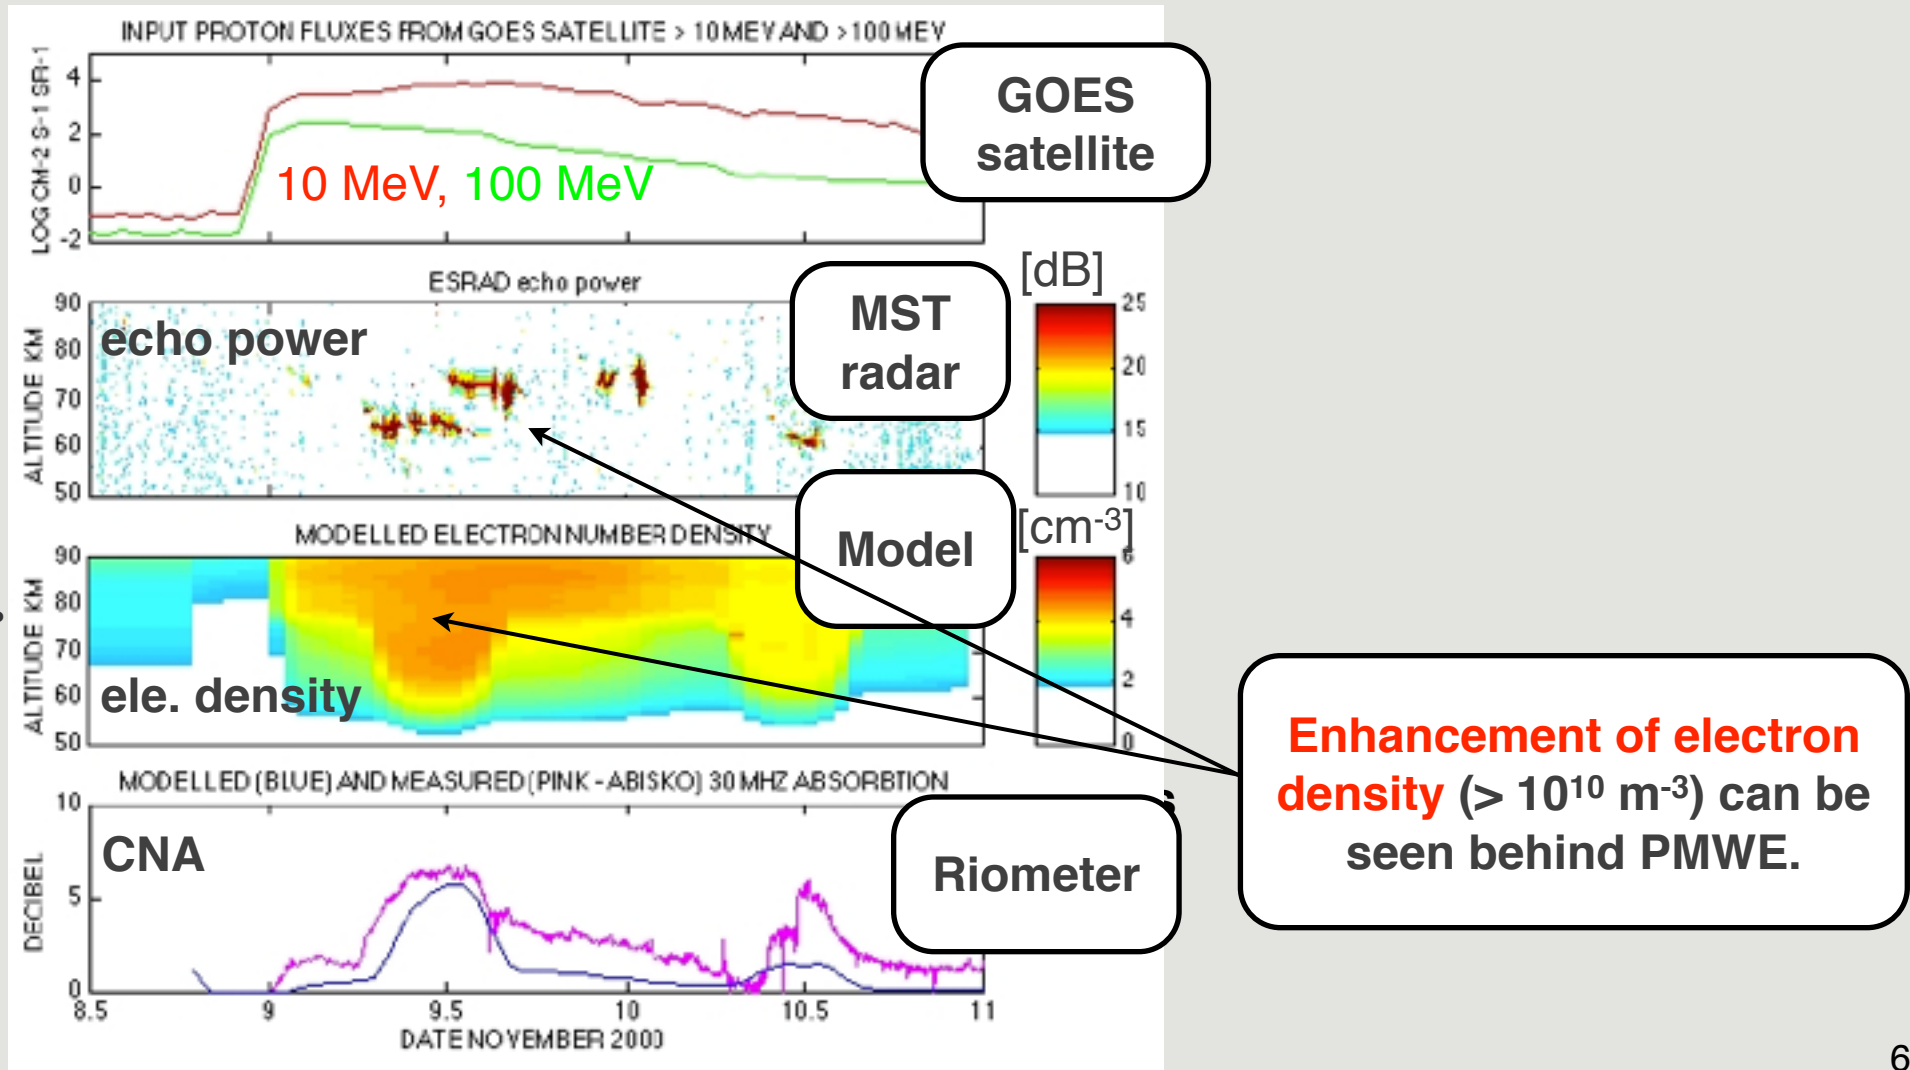 INPUT PROTON FLUXES FROM GOES SATELLITE > 10 MEV AND >100 MEV
LOG CM-2 S-1 SR-1
4
2
0
-2
10 MeV, 100 MeV
GOES
satellite
ESRAD echo power
ALTITUDE KM
90
80
70
60
50
echo power
MST
radar
[dB]
25
20
15
10
MODELLED ELECTRON NUMBER DENSITY
ALTITUDE KM
90
80
70
60
50
ele. density
Model
[cm-3]
6
4
2
0
Enhancement of electron
density (> 10¹⁰ m-³) can be
seen behind PMWE.
MODELLED (BLUE) AND MEASURED (PINK - ABISKO) 30 MHZ ABSORBTION
DECIBEL
10
5
0
CNA
Riometer
s
8.5
9
9.5
10
10.5
11
DATE NOVEMBER 2000
6